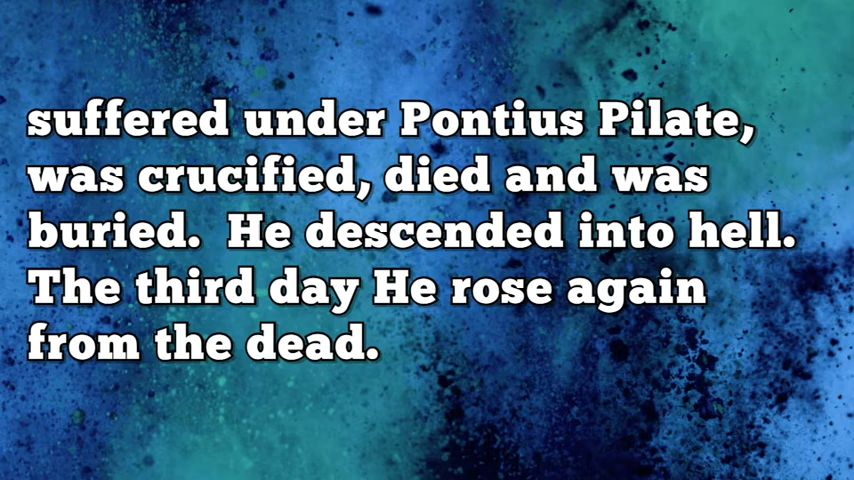 suffered under Pontius Pilate,
was crucified, died and was
buried.  He descended into hell.
The third day He rose again
from the dead.